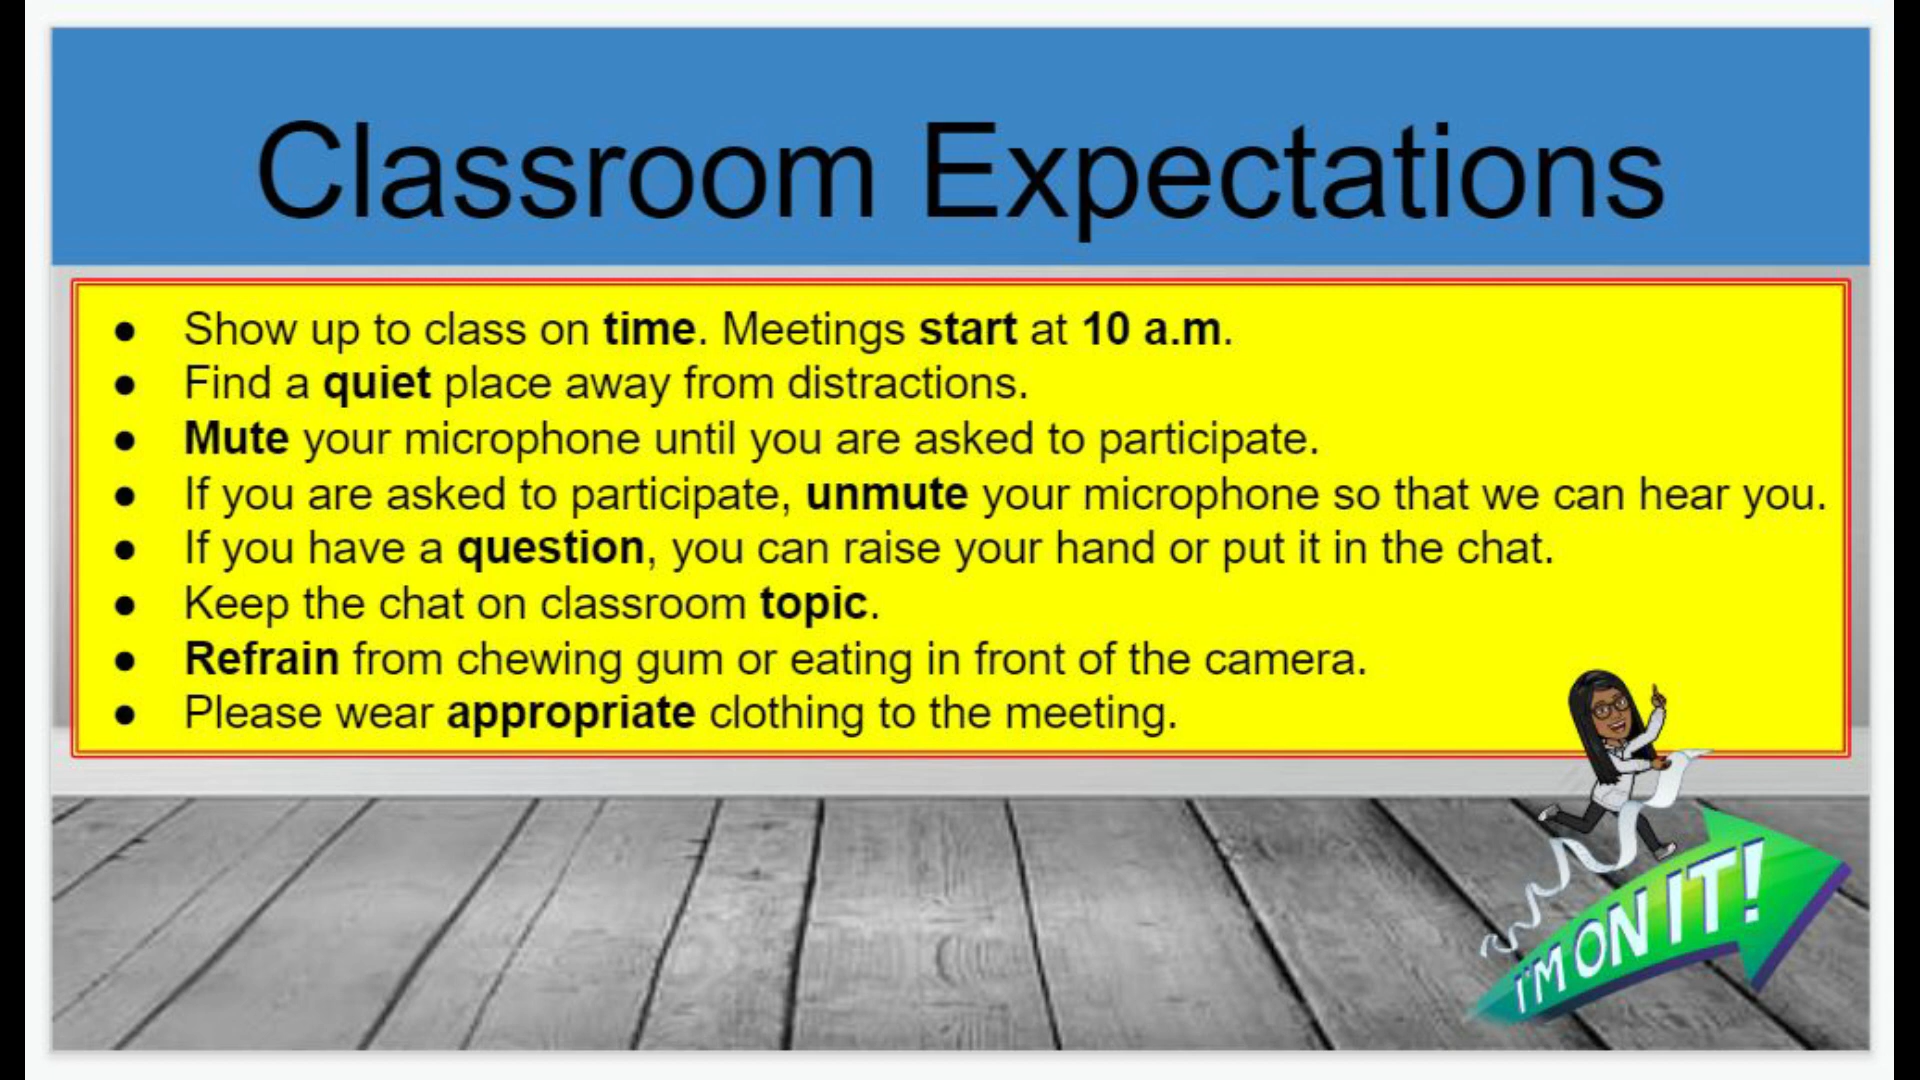 Classroom Expectations
● Show up to class on time. Meetings start at 10 a.m.
● Find a quiet place away from distractions.
● Mute your microphone until you are asked to participate.
● If you are asked to participate, unmute your microphone so that we can hear you.
● If you have a question, you can raise your hand or put it in the chat.
● Keep the chat on classroom topic.
● Refrain from chewing gum or eating in front of the camera.
● Please wear appropriate clothing to the meeting.
I'M ON IT!